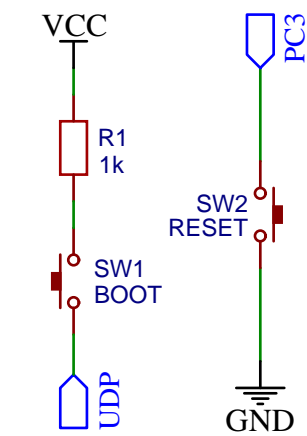 VCC
R1
1k
SW1
BOOT
UDP
PC3
SW2
RESET
GND